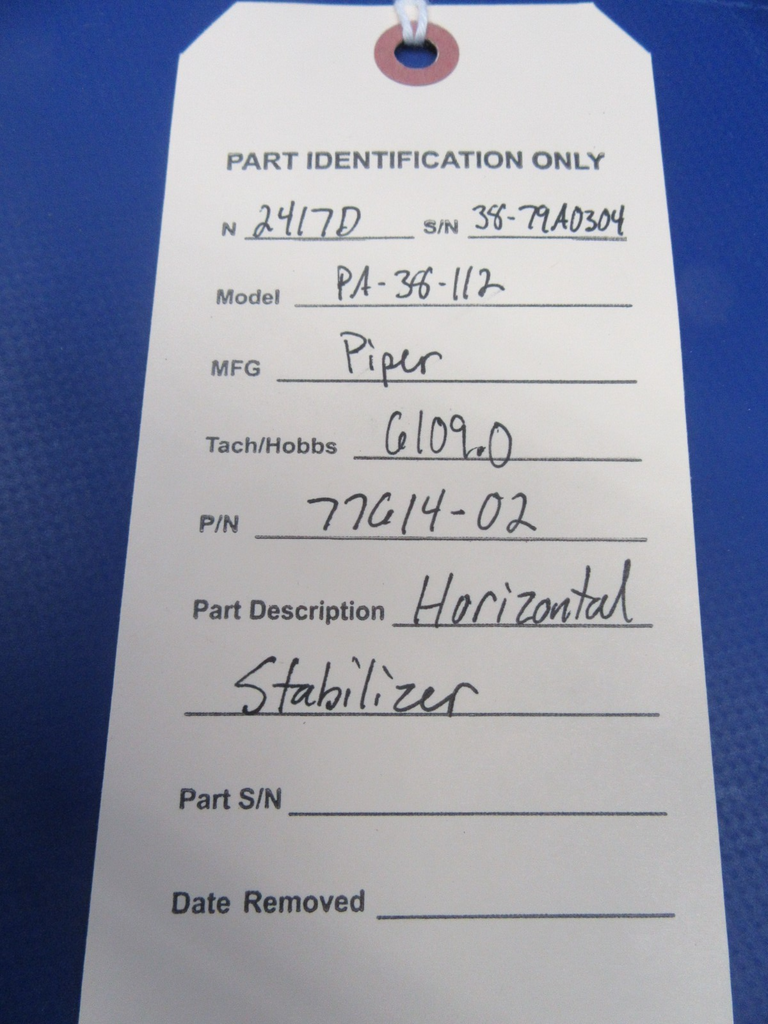 PART IDENTIFICATION ONLY
N 2417D S/N 38-79A0304
Model PA-38-112
MFG Piper
Tach/Hobbs 6109.0
P/N 77614-02
Part Description Horizontal
Stabilizer
Part S/N
Date Removed